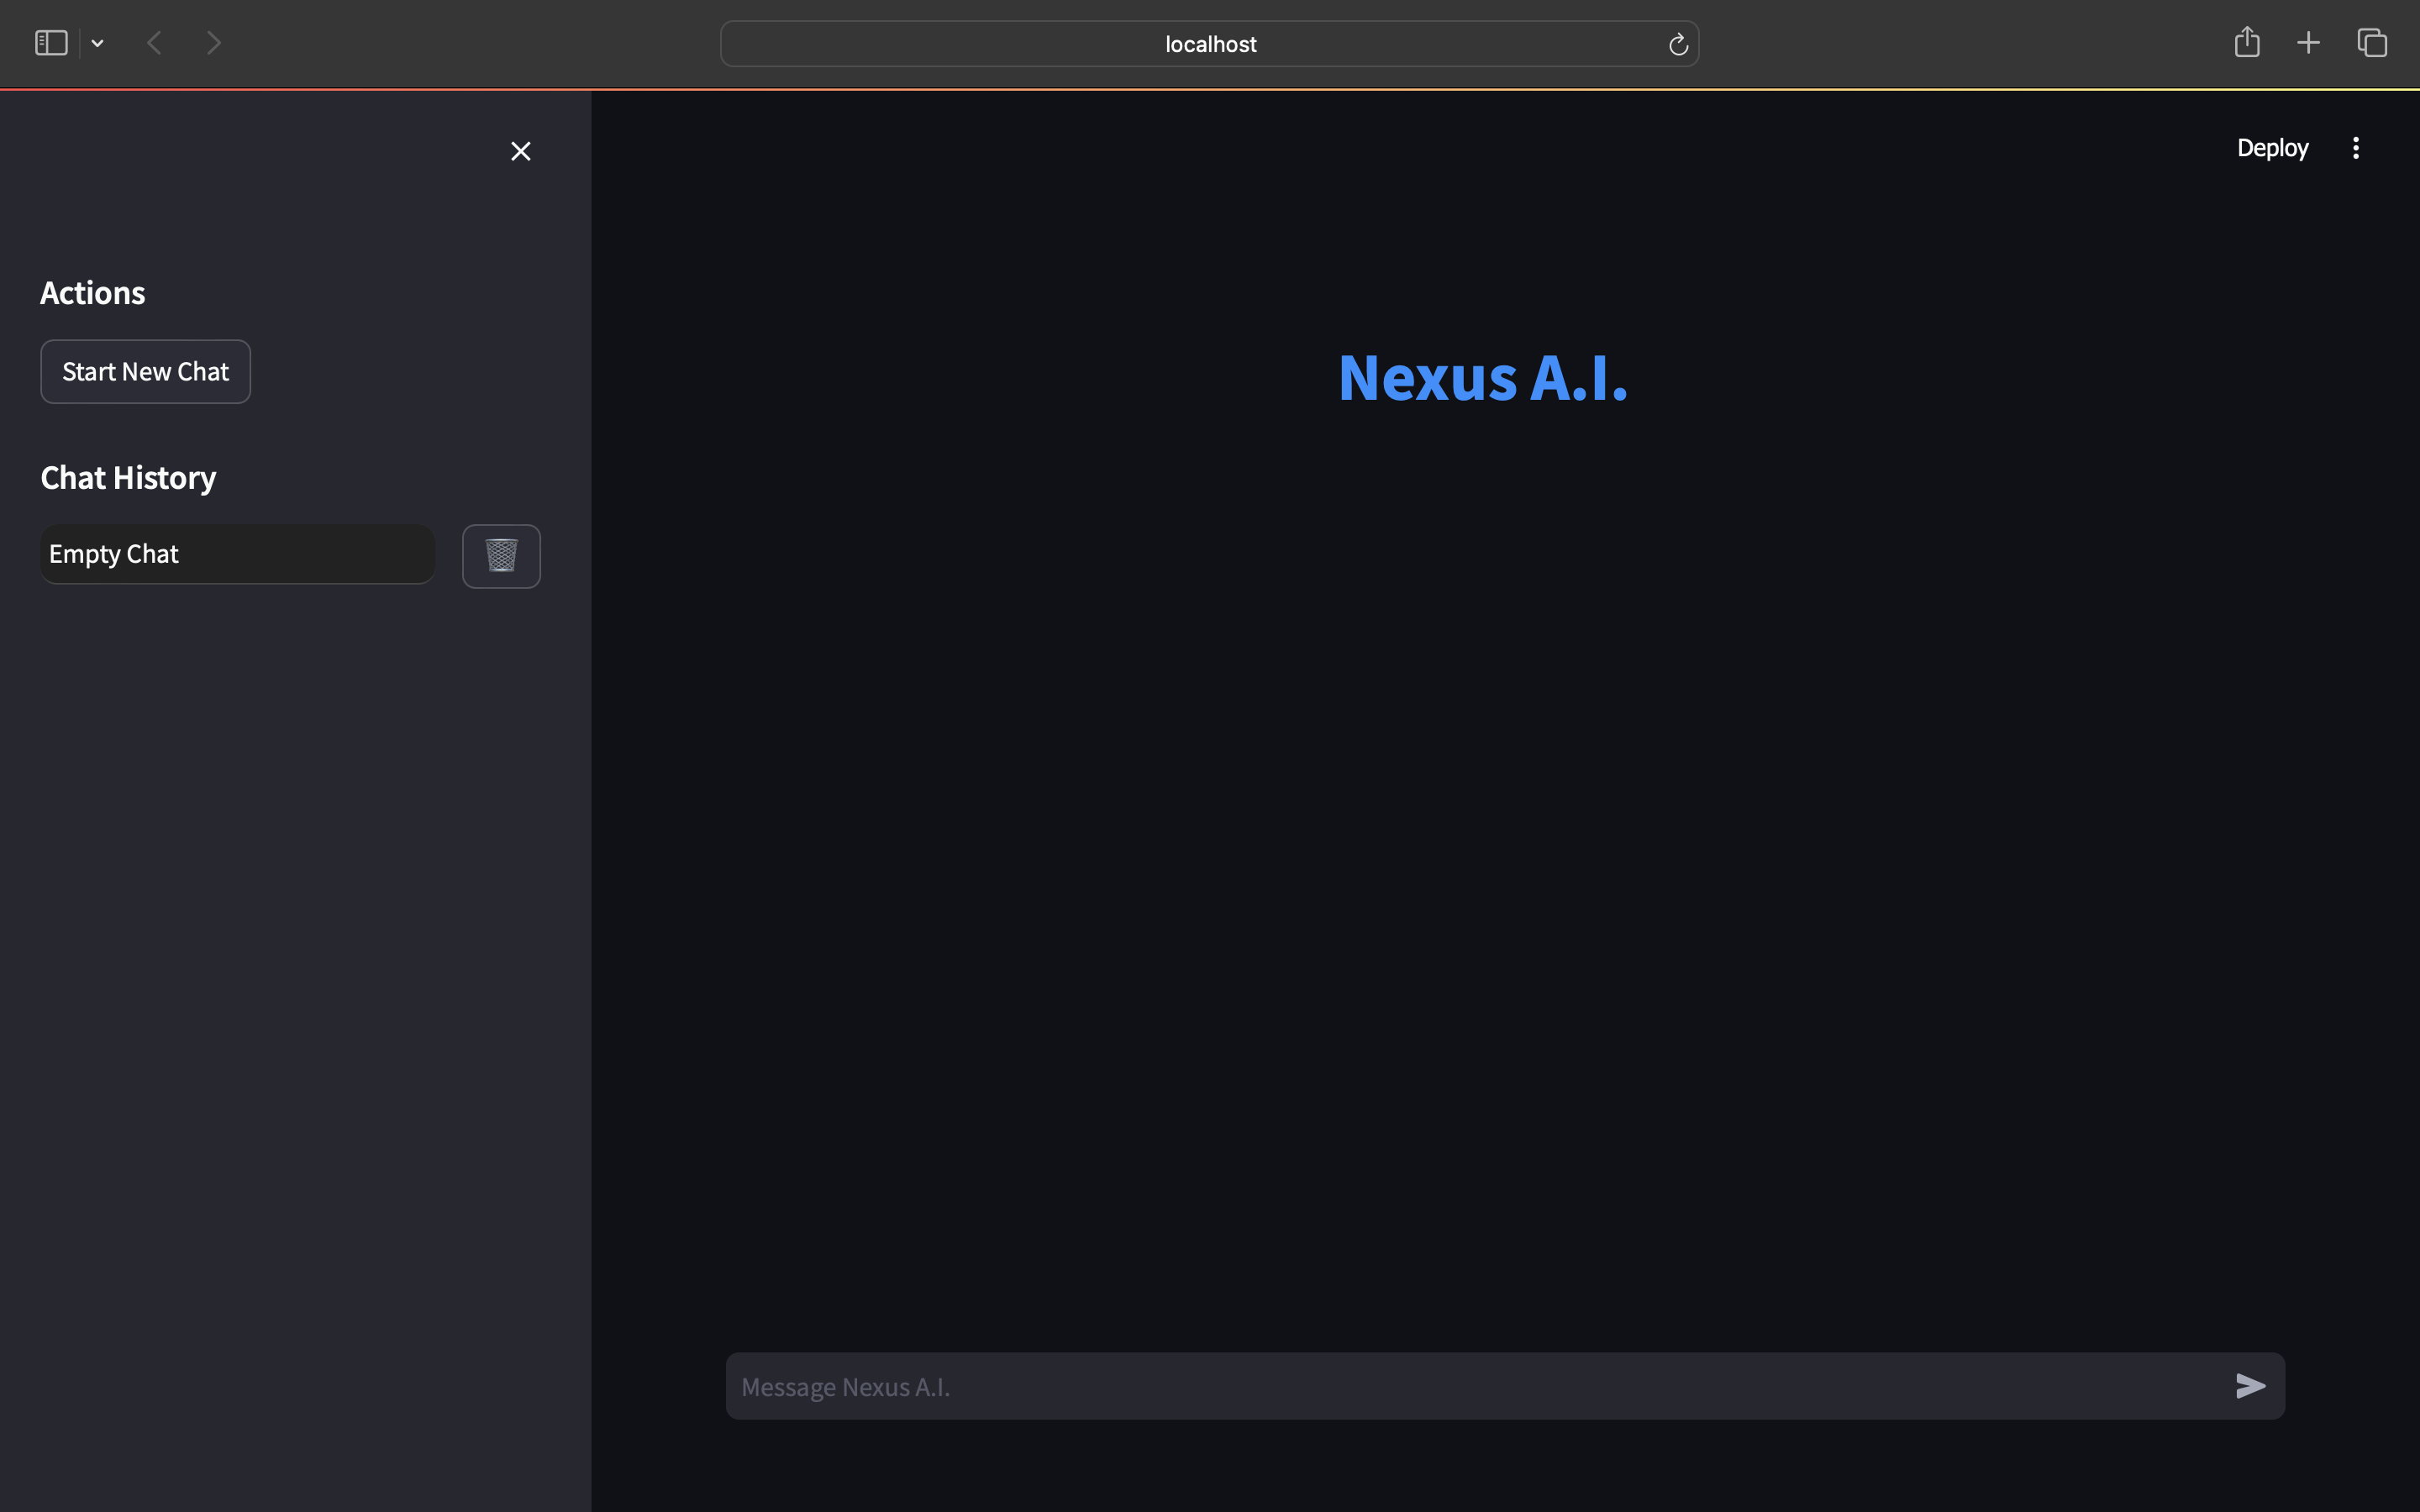 localhost
Deploy
Actions
Start New Chat
Chat History
Empty Chat
Nexus A.I.
Message Nexus A.I.